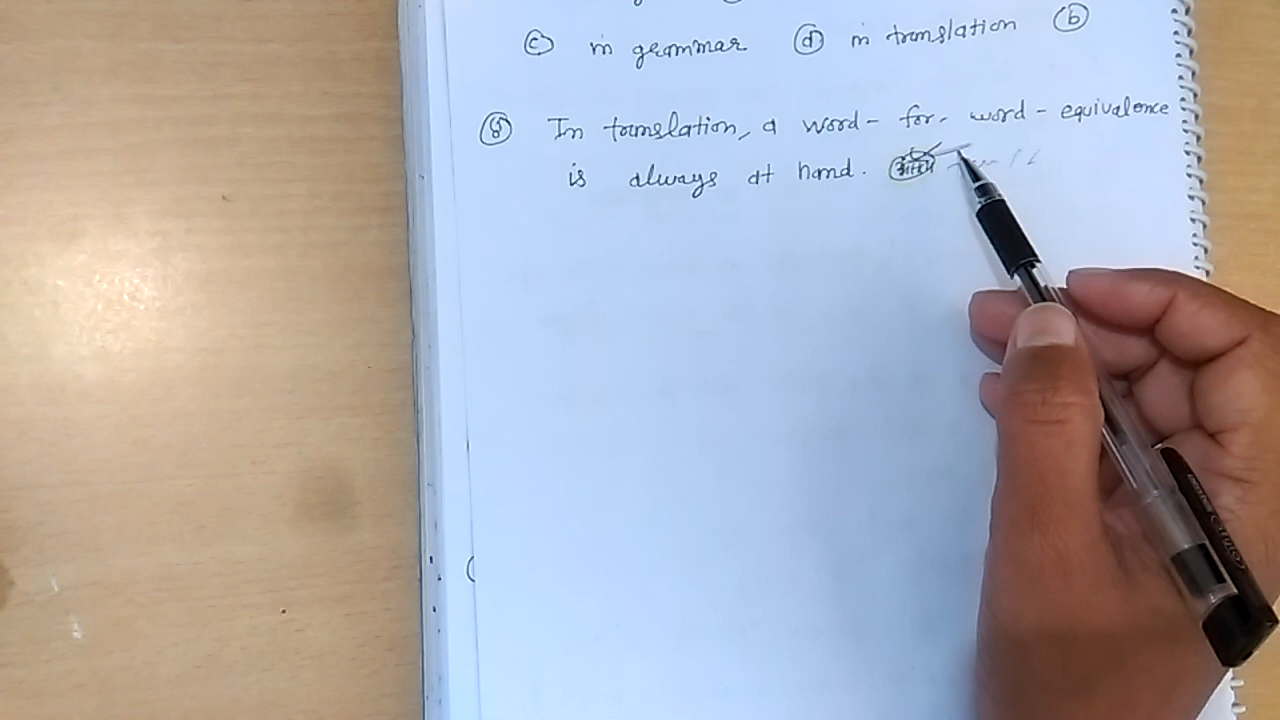 ⓒ in grammar ⓓ in translation ⓑ
⑧ In translation, a word- for- word - equivalence
is always at hand.